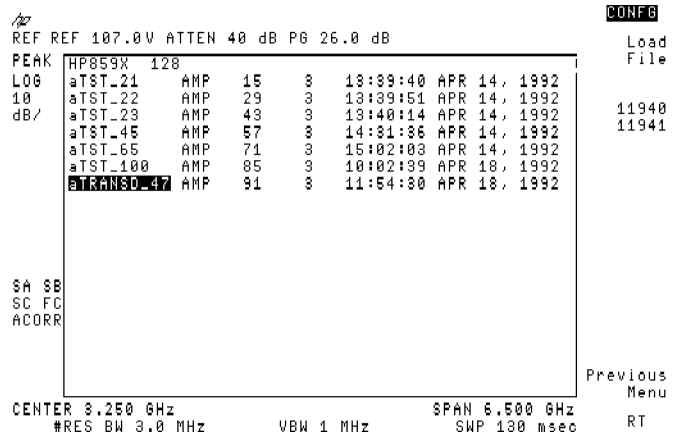 hp
CONFG
REF REF 107.0V ATTEN 40 dB PG 26.0 dB
Load
File
PEAK
LOG
10
dB/
HP859X 128
aTST_21 AMP 15 3 13:39:40 APR 14, 1992
aTST_22 AMP 29 3 13:39:51 APR 14, 1992
aTST_23 AMP 43 3 13:40:14 APR 14, 1992
aTST_45 AMP 57 3 14:31:36 APR 14, 1992
aTST_65 AMP 71 3 15:02:03 APR 14, 1992
aTST_100 AMP 85 3 10:02:39 APR 18, 1992
aTRANSD_47 AMP 91 3 11:54:30 APR 18, 1992
11940
11941
SA SB
SC FC
ACORR
Previous
Menu
CENTER 3.250 GHz SPAN 6.500 GHz
#RES BW 3.0 MHz VBW 1 MHz SWP 130 msec
RT